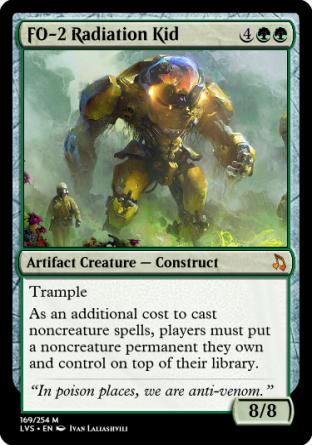 FO-2 Radiation Kid 4
Artifact Creature — Construct
Trample
As an additional cost to cast
noncreature spells, players must put
a noncreature permanent they own
and control on top of their library.
“In poison places, we are anti-venom.”
8/8
169/254 M
LVS • EN Ivan Laliashvili